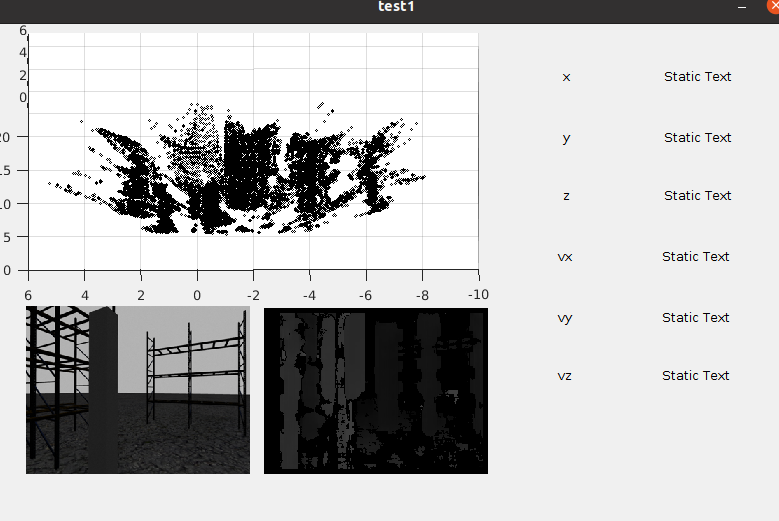 test1
6
4
2
0
20
15
10
5
0
6 4 2 0 -2 -4 -6 -8 -10
x Static Text
y Static Text
z Static Text
vx Static Text
vy Static Text
vz Static Text